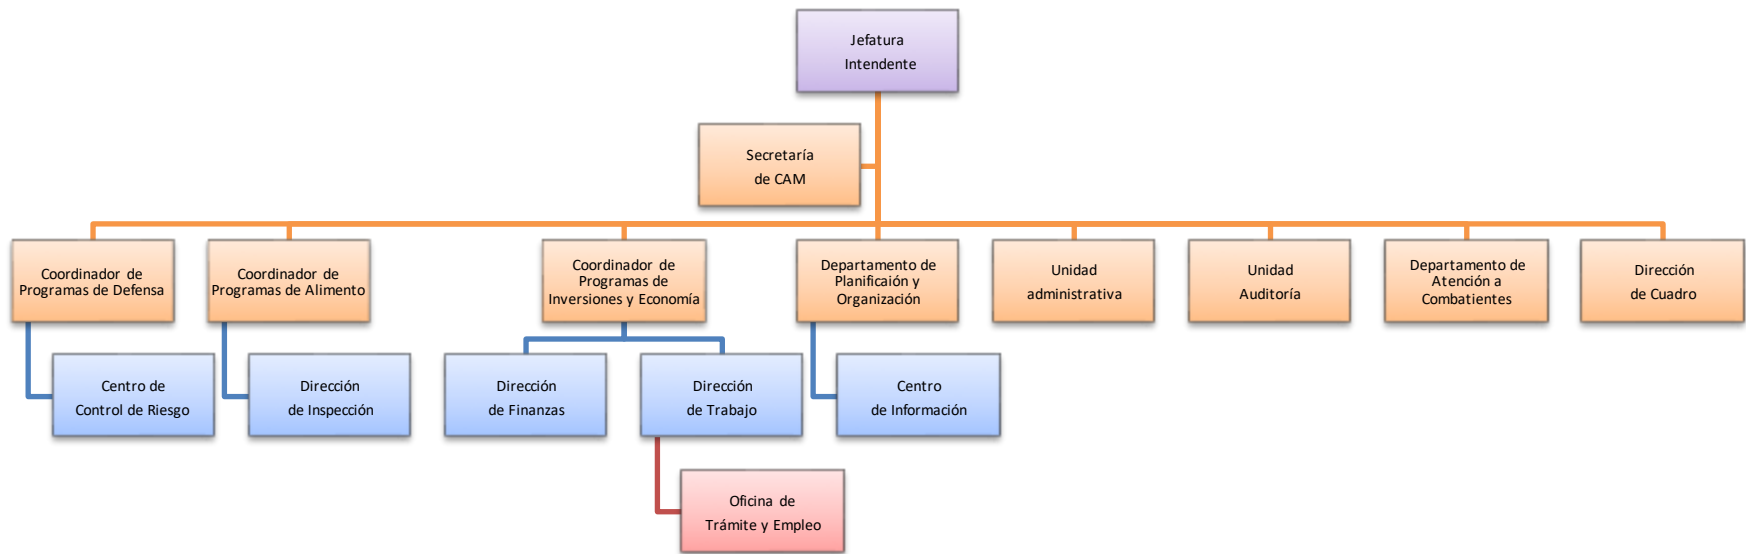 Jefatura
Intendente
Secretaría
de CAM
Coordinador de
Programas de Defensa
Coordinador de
Programas de Alimento
Coordinador de
Programas de
Inversiones y Economía
Departamento de
Planificaión y
Organización
Unidad
administrativa
Unidad
Auditoría
Departamento de
Atención a
Combatientes
Dirección
de Cuadro
Centro de
Control de Riesgo
Dirección
de Inspección
Dirección
de Finanzas
Dirección
de Trabajo
Centro
de Información
Oficina de
Trámite y Empleo